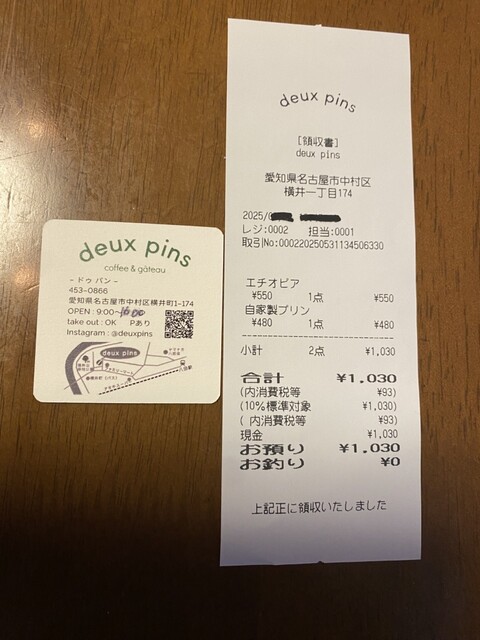 deux pins
coffee & gâteau
– ドゥ パン –
453-0866
愛知県名古屋市中村区横井町1-174
OPEN : 9:00~16:00
take out : OK Pあり
Instagram : @deuxpins
deux pins
deux pins
[領収書]
deux pins
愛知県名古屋市中村区
横井一丁目174
2025/0
レジ:0002 担当:0001
取引No:000220250531134506330
エチオピア
¥550 1点 ¥550
自家製プリン
¥480 1点 ¥480
小計 2点 ¥1,030
合計 ¥1,030
(内消費税等 ¥93)
(10%標準対象 ¥1,030)
( 内消費税等 ¥93)
現金 ¥1,030
お預り ¥1,030
お釣り ¥0
上記正に領収いたしました